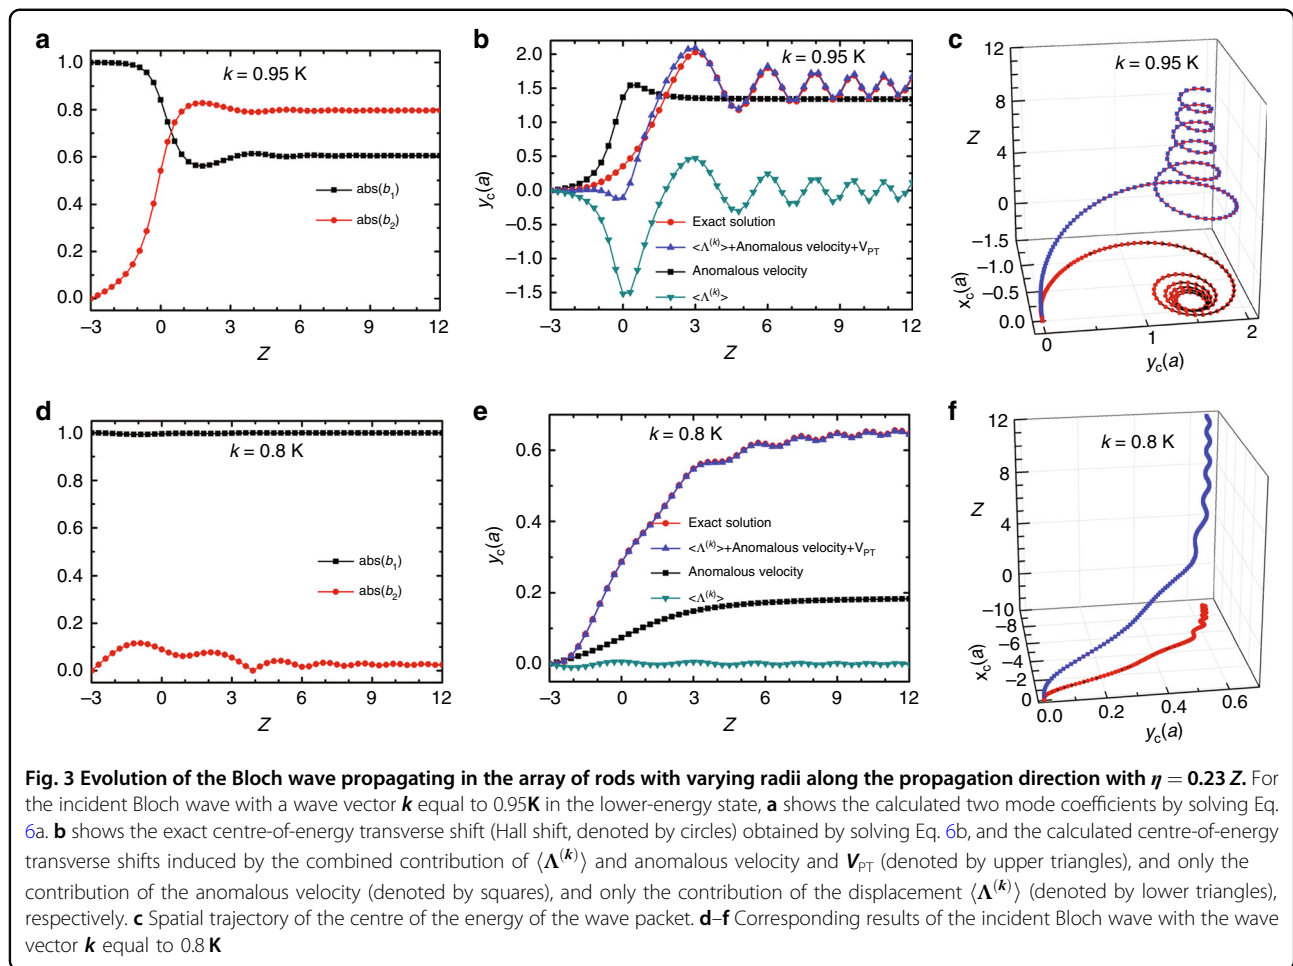 a
k = 0.95 K
1.0
0.8
0.6
0.4
0.2
0.0
abs(b1)
abs(b2)
−3 0 3 6 9 12
Z
b
k = 0.95 K
yc(a)
2.0
1.5
1.0
0.5
0.0
−0.5
−1.0
−1.5
Exact solution
<Λ(k)>+Anomalous velocity+VPT
Anomalous velocity
<Λ(k)>
−3 0 3 6 9 12
Z
c
k = 0.95 K
12
8
Z
4
0
−1.5
−1.0
−0.5
0.0
xc(a)
0 1 2
yc(a)
d
k = 0.8 K
1.0
0.8
0.6
0.4
0.2
0.0
abs(b1)
abs(b2)
−3 0 3 6 9 12
Z
e
k = 0.8 K
yc(a)
0.6
0.4
0.2
0.0
Exact solution
<Λ(k)>+Anomalous velocity+VPT
Anomalous velocity
<Λ(k)>
−3 0 3 6 9 12
Z
f
k = 0.8 K
12
8
Z
4
0
−10
−8
−6
−4
−2
0
xc(a)
0.0 0.2 0.4 0.6
yc(a)
Fig. 3 Evolution of the Bloch wave propagating in the array of rods with varying radii along the propagation direction with η = 0.23 Z. For
the incident Bloch wave with a wave vector k equal to 0.95K in the lower-energy state, a shows the calculated two mode coefficients by solving Eq.
6a. b shows the exact centre-of-energy transverse shift (Hall shift, denoted by circles) obtained by solving Eq. 6b, and the calculated centre-of-energy
transverse shifts induced by the combined contribution of ⟨Λ(k)⟩ and anomalous velocity and VPT (denoted by upper triangles), and only the
contribution of the anomalous velocity (denoted by squares), and only the contribution of the displacement ⟨Λ(k)⟩ (denoted by lower triangles),
respectively. c Spatial trajectory of the centre of the energy of the wave packet. d–f Corresponding results of the incident Bloch wave with the wave
vector k equal to 0.8 K